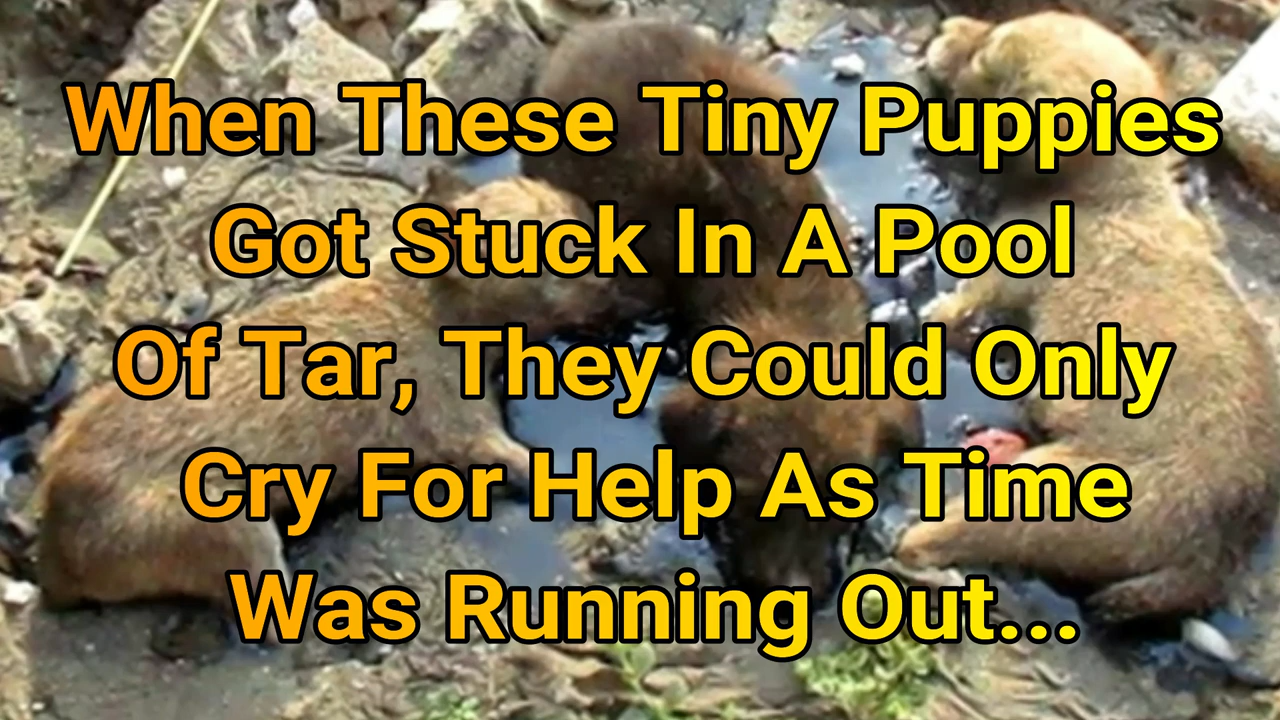 When These Tiny Puppies
Got Stuck In A Pool
Of Tar, They Could Only
Cry For Help As Time
Was Running Out...